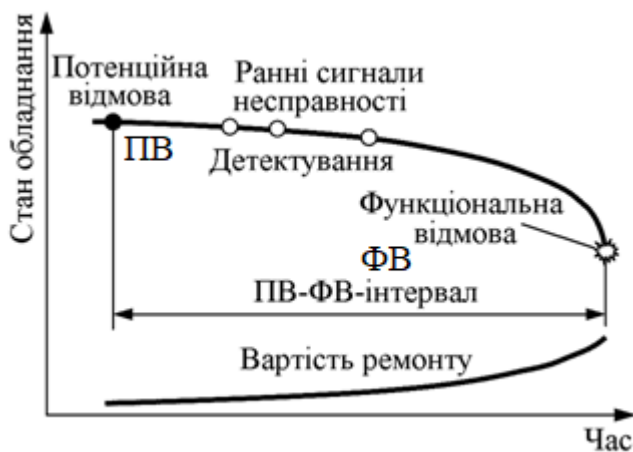 Стан обладнання
Потенційна
відмова
Ранні сигнали
несправності
ПВ
Детектування
Функціональна
відмова
ФВ
ПВ-ФВ-інтервал
Вартість ремонту
Час